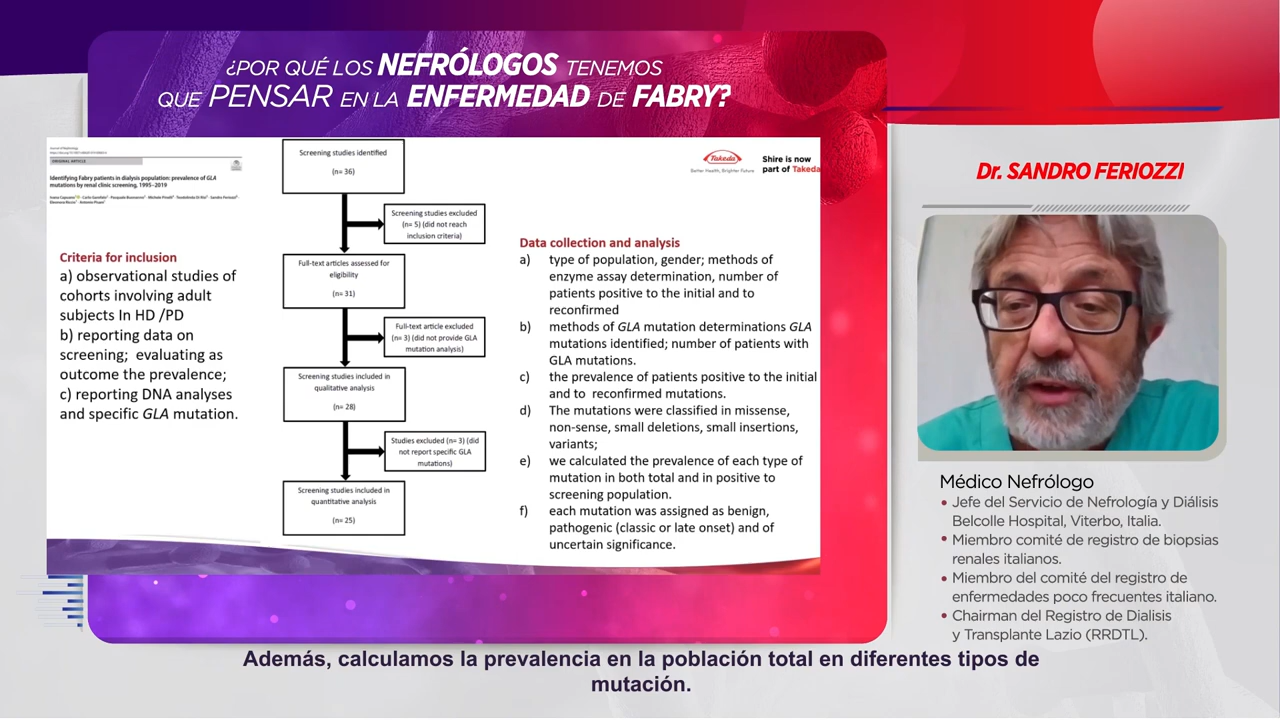 ¿POR QUÉ LOS NEFRÓLOGOS TENEMOS
QUE PENSAR EN LA ENFERMEDAD DE FABRY?
ORIGINAL ARTICLE
Identifying Fabry patients in dialysis population: prevalence of GLA
mutations by renal clinic screening, 1995–2019
Criteria for inclusion
a) observational studies of
cohorts involving adult
subjects In HD /PD
b) reporting data on
screening; evaluating as
outcome the prevalence;
c) reporting DNA analyses
and specific GLA mutation.
Screening studies identified
(n= 36)
Screening studies excluded
(n= 5) (did not reach
inclusion criteria)
Full-text articles assessed for
eligibility
(n= 31)
Full-text article excluded
(n= 3) (did not provide GLA
mutation analysis)
Screening studies included in
qualitative analysis
(n= 28)
Studies excluded (n= 3) (did
not report specific GLA
mutations)
Screening studies included in
quantitative analysis
(n= 25)
Takeda
Better Health, Brighter Future
Shire is now
part of Takeda
Data collection and analysis
a) type of population, gender; methods of
enzyme assay determination, number of
patients positive to the initial and to
reconfirmed
b) methods of GLA mutation determinations GLA
mutations identified; number of patients with
GLA mutations.
c) the prevalence of patients positive to the initial
and to reconfirmed mutations.
d) The mutations were classified in missense,
non-sense, small deletions, small insertions,
variants;
e) we calculated the prevalence of each type of
mutation in both total and in positive to
screening population.
f) each mutation was assigned as benign,
pathogenic (classic or late onset) and of
uncertain significance.
Dr. SANDRO FERIOZZI
Médico Nefrólogo
• Jefe del Servicio de Nefrología y Diálisis
Belcolle Hospital, Viterbo, Italia.
• Miembro comité de registro de biopsias
renales italianos.
• Miembro del comité del registro de
enfermedades poco frecuentes italiano.
• Chairman del Registro de Dialisis
y Transplante Lazio (RRDTL).
Además, calculamos la prevalencia en la población total en diferentes tipos de
mutación.